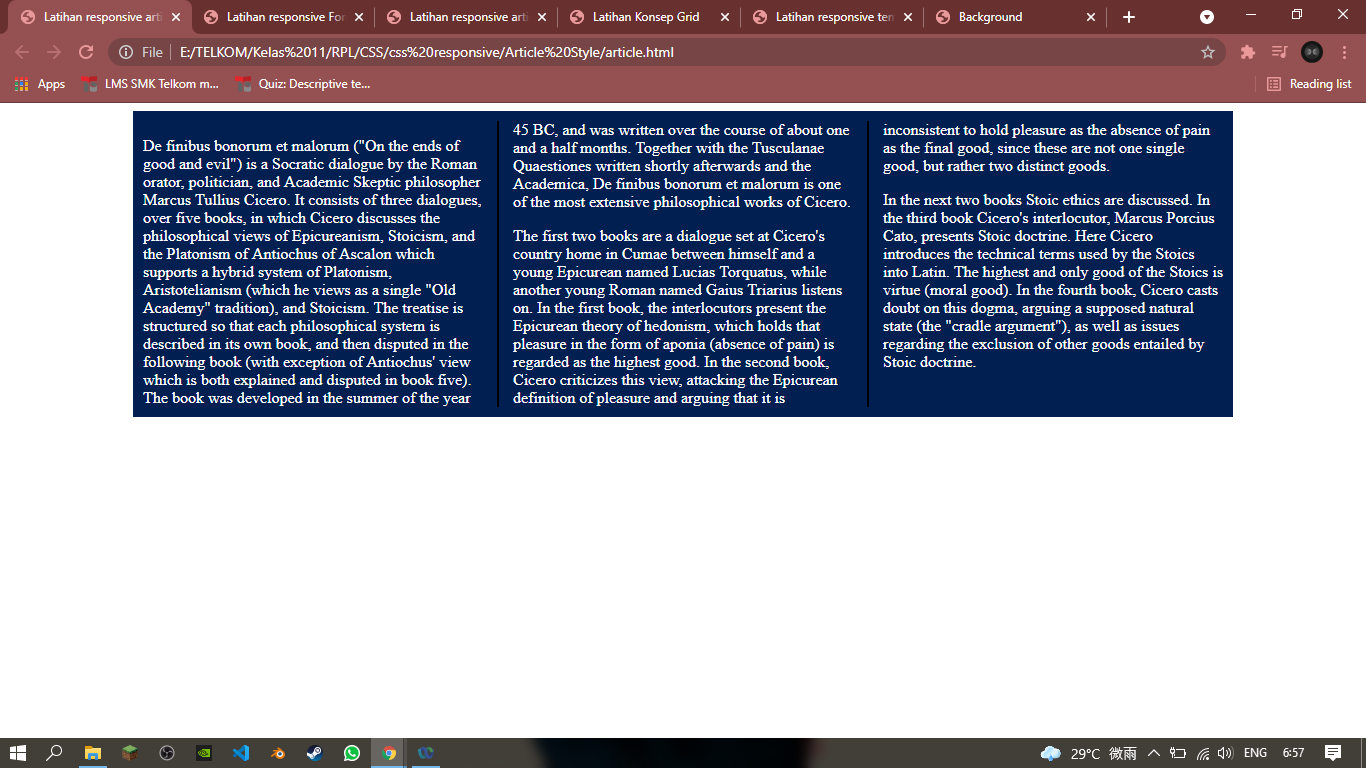 Latihan responsive arti
Latihan responsive For
Latihan responsive arti
Latihan Konsep Grid
Latihan responsive tem
Background
File
E:/TELKOM/Kelas%2011/RPL/CSS/css%20responsive/Article%20Style/article.html
Apps
LMS SMK Telkom m...
Quiz: Descriptive te...
Reading list
De finibus bonorum et malorum ("On the ends of
good and evil") is a Socratic dialogue by the Roman
orator, politician, and Academic Skeptic philosopher
Marcus Tullius Cicero. It consists of three dialogues,
over five books, in which Cicero discusses the
philosophical views of Epicureanism, Stoicism, and
the Platonism of Antiochus of Ascalon which
supports a hybrid system of Platonism,
Aristotelianism (which he views as a single "Old
Academy" tradition), and Stoicism. The treatise is
structured so that each philosophical system is
described in its own book, and then disputed in the
following book (with exception of Antiochus' view
which is both explained and disputed in book five).
The book was developed in the summer of the year
45 BC, and was written over the course of about one
and a half months. Together with the Tusculanae
Quaestiones written shortly afterwards and the
Academica, De finibus bonorum et malorum is one
of the most extensive philosophical works of Cicero.
The first two books are a dialogue set at Cicero's
country home in Cumae between himself and a
young Epicurean named Lucias Torquatus, while
another young Roman named Gaius Triarius listens
on. In the first book, the interlocutors present the
Epicurean theory of hedonism, which holds that
pleasure in the form of aponia (absence of pain) is
regarded as the highest good. In the second book,
Cicero criticizes this view, attacking the Epicurean
definition of pleasure and arguing that it is
inconsistent to hold pleasure as the absence of pain
as the final good, since these are not one single
good, but rather two distinct goods.
In the next two books Stoic ethics are discussed. In
the third book Cicero's interlocutor, Marcus Porcius
Cato, presents Stoic doctrine. Here Cicero
introduces the technical terms used by the Stoics
into Latin. The highest and only good of the Stoics is
virtue (moral good). In the fourth book, Cicero casts
doubt on this dogma, arguing a supposed natural
state (the "cradle argument"), as well as issues
regarding the exclusion of other goods entailed by
Stoic doctrine.
29°C 微雨
ENG
6:57